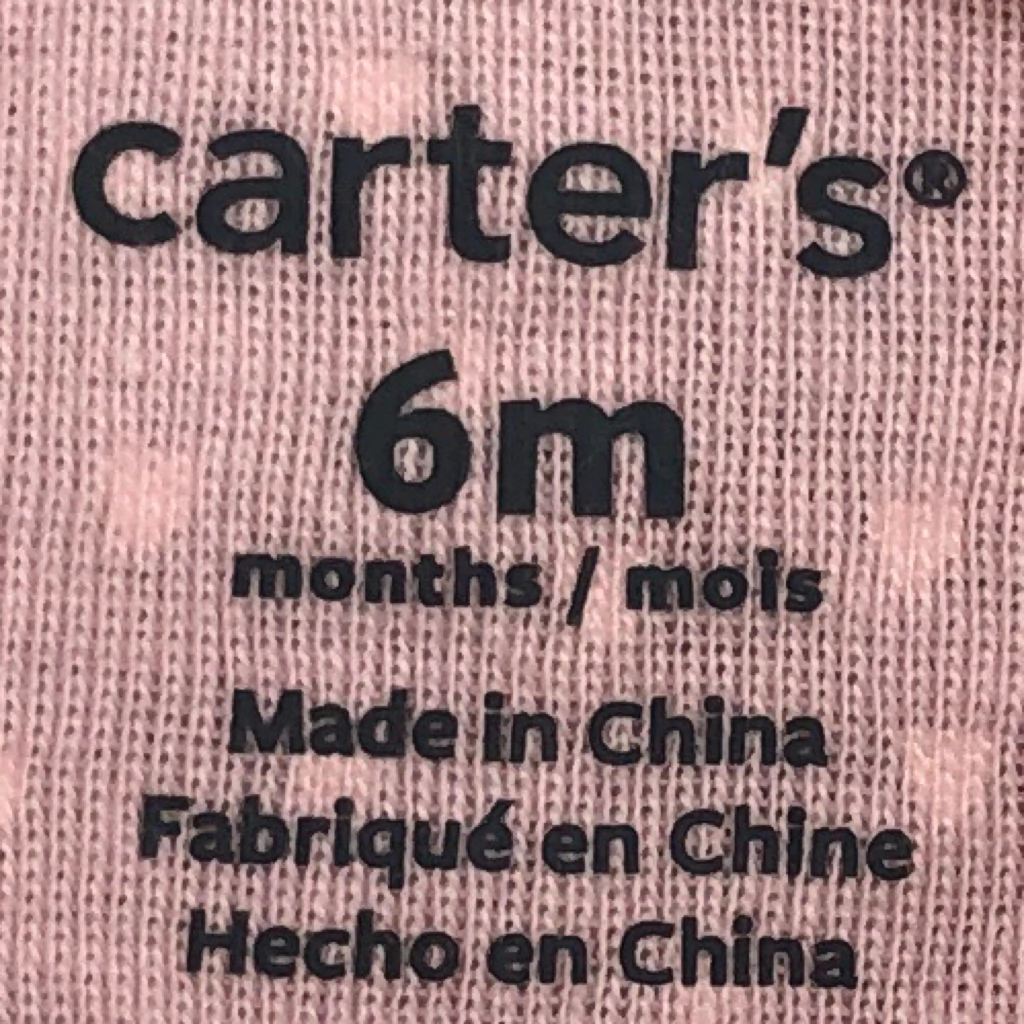 carter's®
6m
months / mois
Made in China
Fabriqué en Chine
Hecho en China